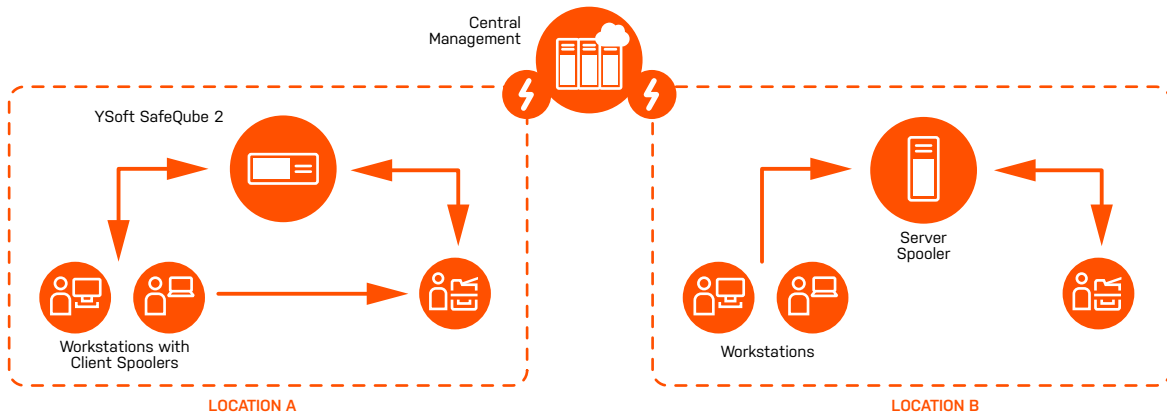 Central
Management
YSoft SafeQube 2
Server
Spooler
Workstations with
Client Spoolers
Workstations
LOCATION A
LOCATION B